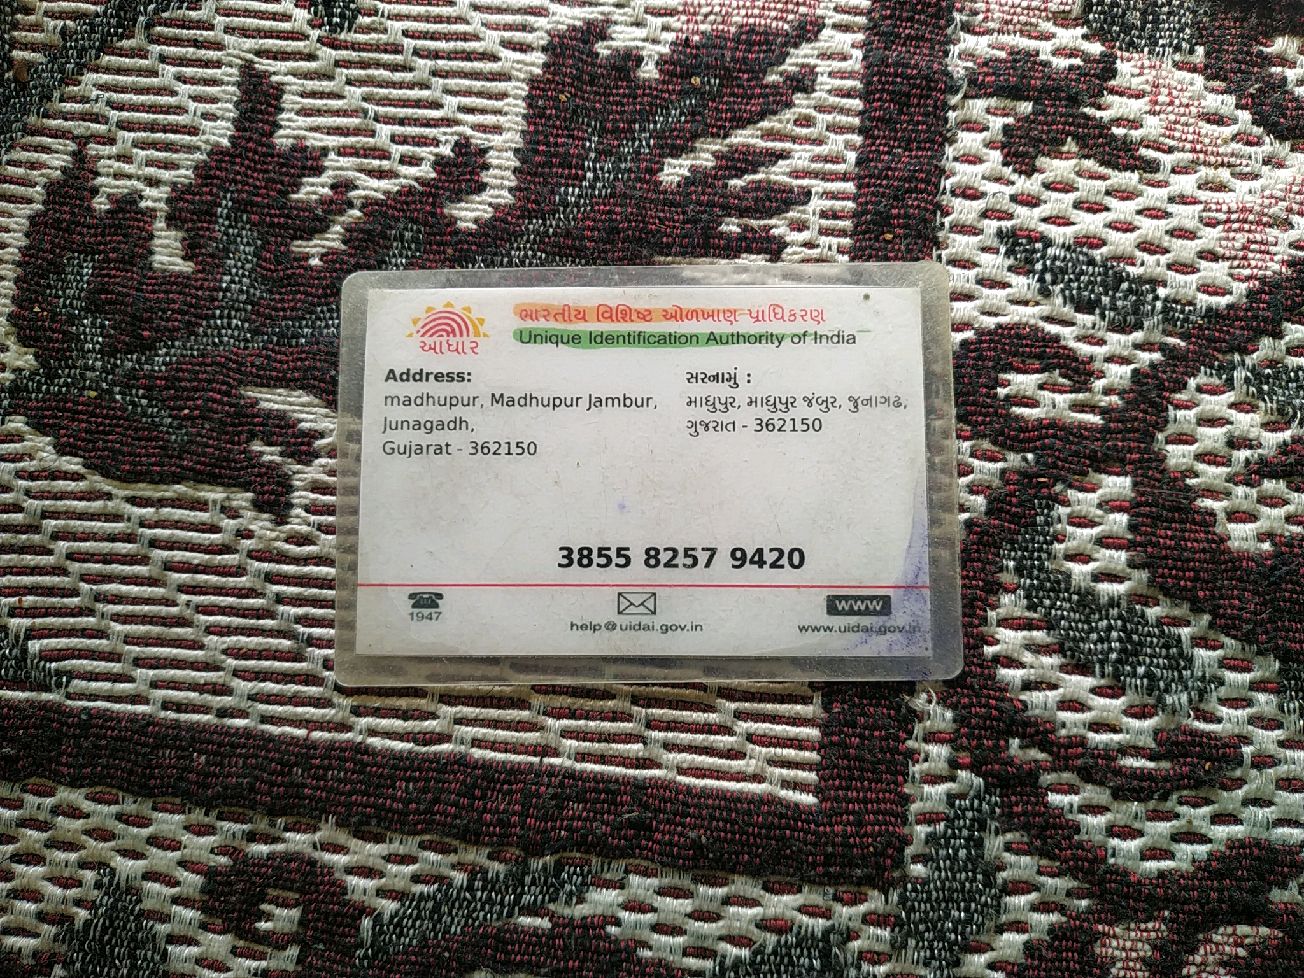 ભારતીય વિશિષ્ટ ઓળખાણ પ્રાધિકરણ
Unique Identification Authority of India
આધાર
Address:
madhupur, Madhupur Jambur,
Junagadh,
Gujarat - 362150
સરનામું :
માધુપુર, માધુપુર જંબુર, જુનાગઢ,
ગુજરાત - 362150
3855 8257 9420
1947
help@uidai.gov.in
www
www.uidai.gov.in